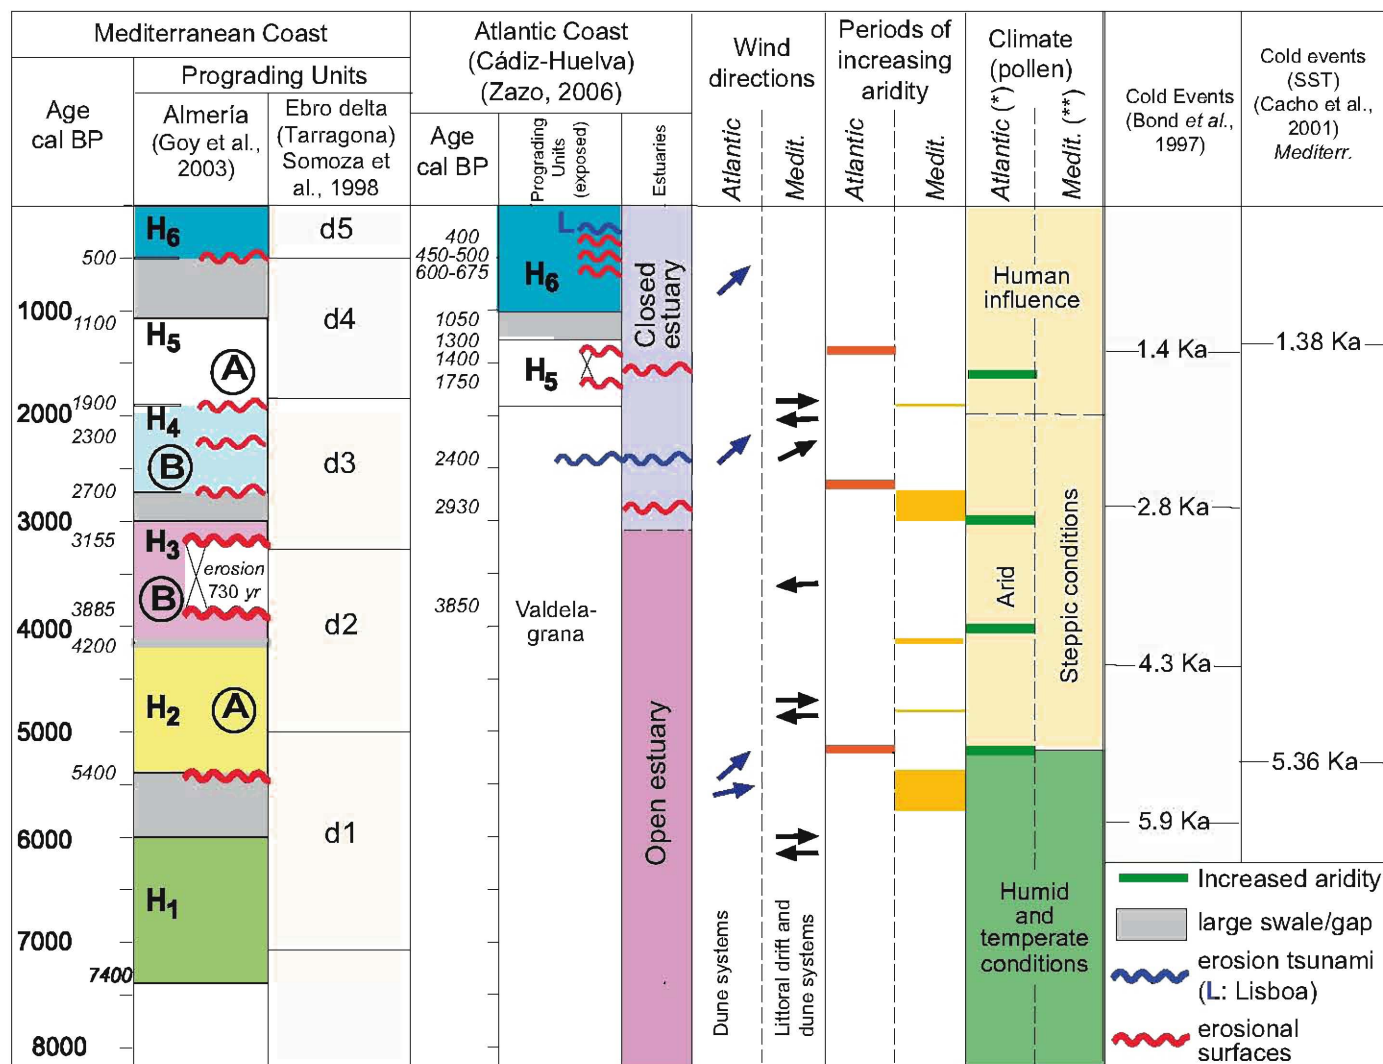 Mediterranean Coast
Age
cal BP
Prograding Units
Almería
(Goy et al.,
2003)
Ebro delta
(Tarragona)
Somoza et
al., 1998
Atlantic Coast
(Cádiz-Huelva)
(Zazo, 2006)
Age
cal BP
Prograding
Units
(exposed)
Estuaries
Wind
directions
Atlantic
Medit.
Periods of
increasing
aridity
Atlantic
Medit.
Climate
(pollen)
Atlantic (*)
Medit. (**)
Cold Events
(Bond et al.,
1997)
Cold events
(SST)
(Cacho et al.,
2001)
Mediterr.
500
1000
1100
1900
2000
2300
2700
3000
3155
3885
4000
4200
5000
5400
6000
7000
7400
8000
H6
H5
A
H4
B
H3
erosion
730 yr
B
H2
A
H1
d5
d4
d3
d2
d1
400
450-500
600-675
1050
1300
1400
1750
2400
2930
3850
L
H6
H5
Valdela-
grana
Closed
estuary
Open estuary
Dune systems
Littoral drift and
dune systems
Human
influence
Arid
Steppic conditions
Humid
and
temperate
conditions
1.4 Ka
2.8 Ka
4.3 Ka
5.9 Ka
1.38 Ka
5.36 Ka
Increased aridity
large swale/gap
erosion tsunami
(L: Lisboa)
erosional
surfaces